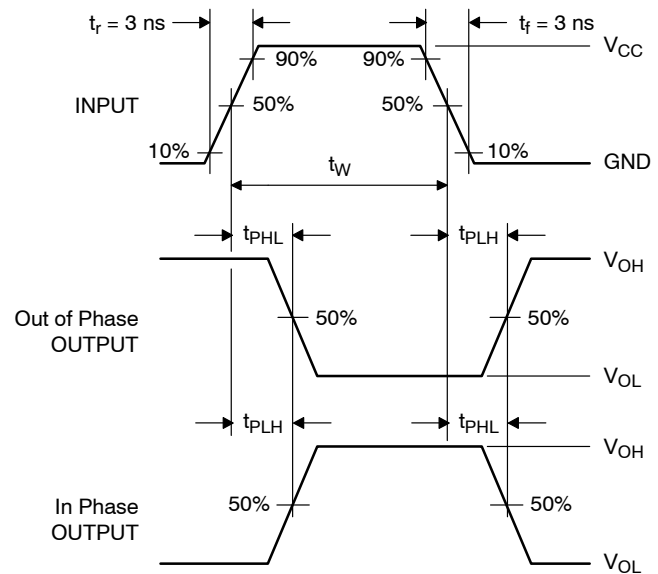 tr = 3 ns
tf = 3 ns
VCC
90%
90%
INPUT
50%
50%
10%
10%
GND
tW
tPHL
tPLH
VOH
Out of Phase
OUTPUT
50%
50%
VOL
tPLH
tPHL
VOH
In Phase
OUTPUT
50%
50%
VOL